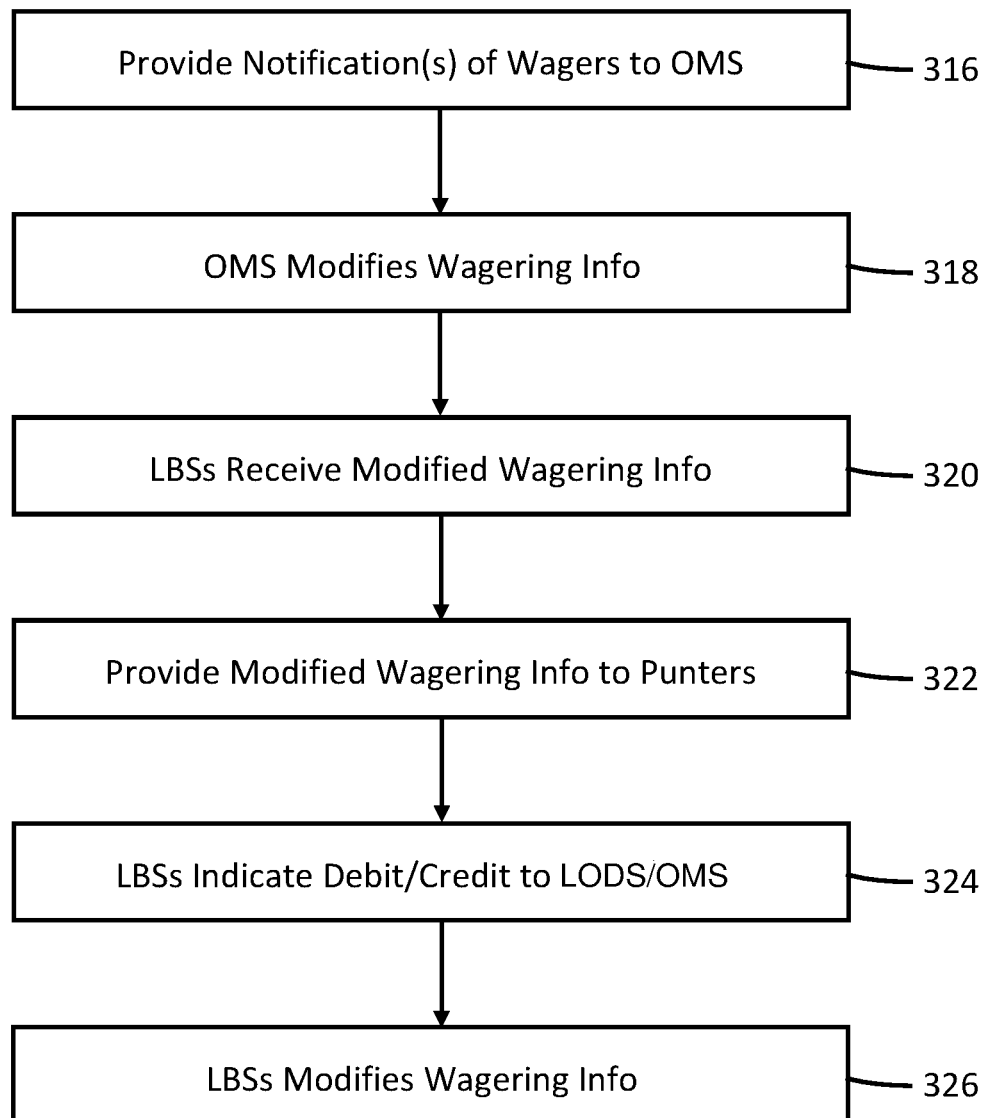 Provide Notification(s) of Wagers to OMS
316
OMS Modifies Wagering Info
318
LBSs Receive Modified Wagering Info
320
Provide Modified Wagering Info to Punters
322
LBSs Indicate Debit/Credit to LODS/OMS
324
LBSs Modifies Wagering Info
326